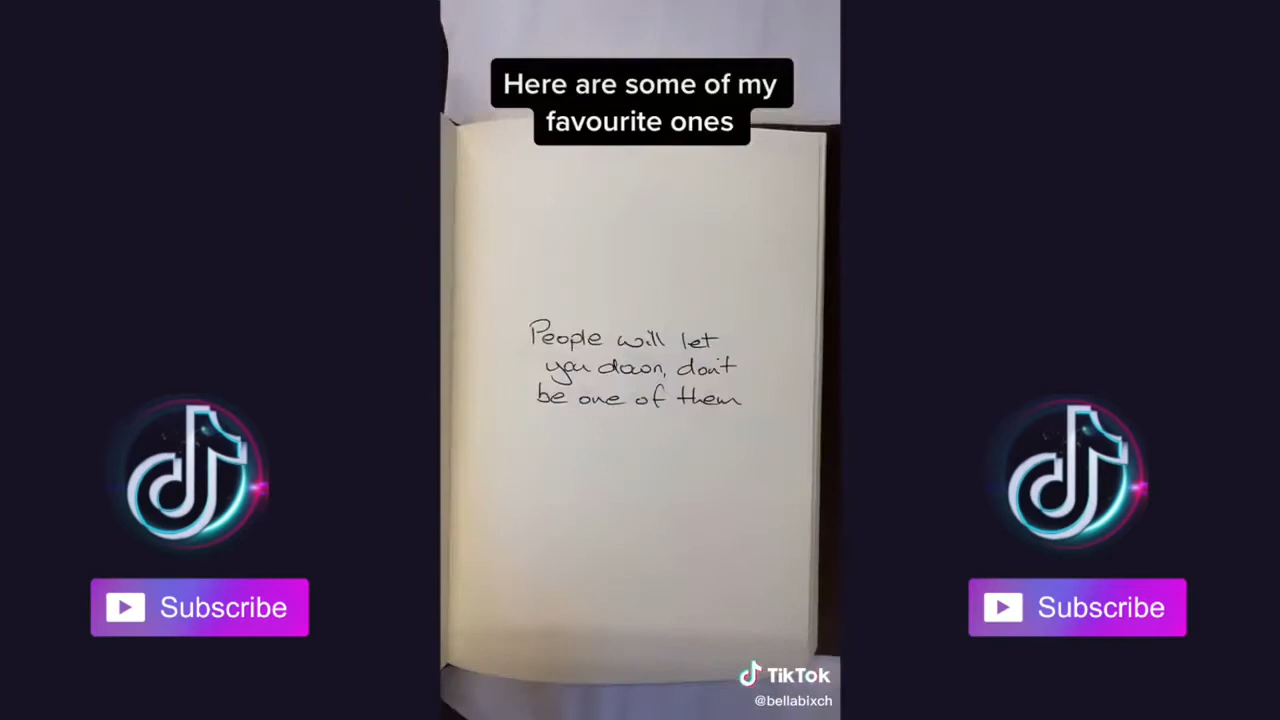 Here are some of my
favourite ones
People will let
you down, don't
be one of them
Subscribe
Subscribe
TikTok
@bellabixch